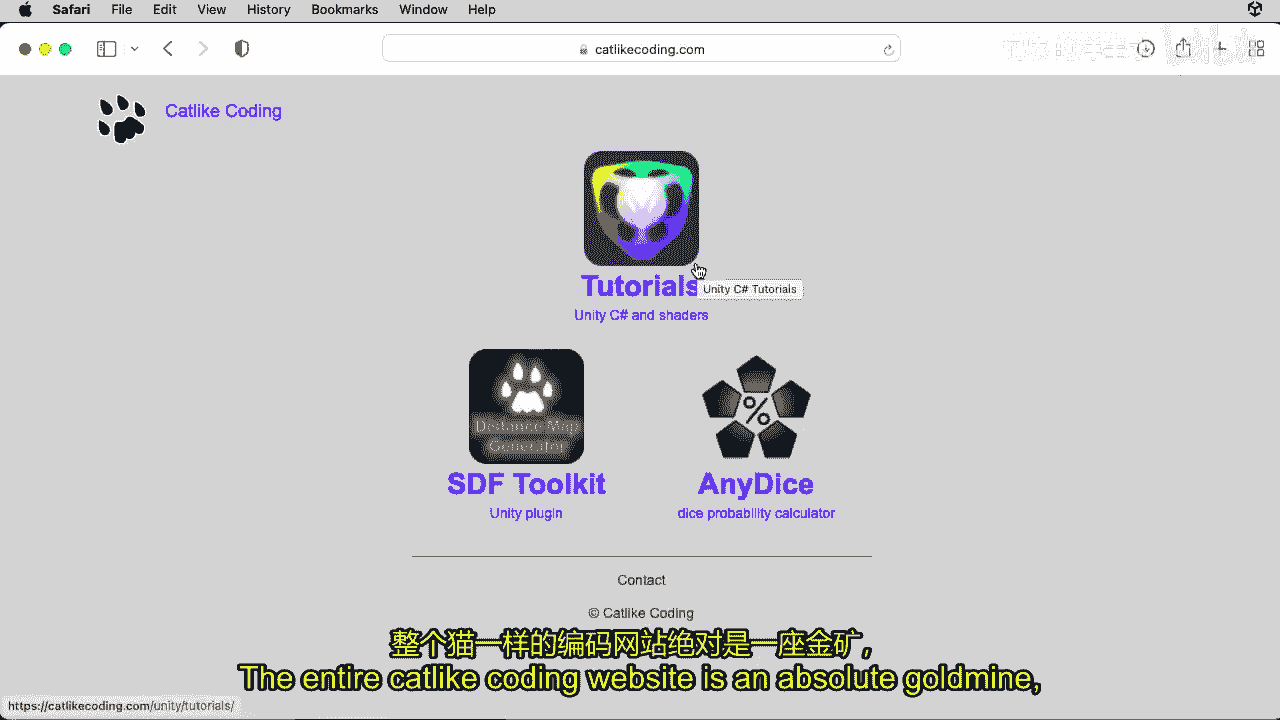 Safari File Edit View History Bookmarks Window Help
catlikecoding.com
Catlike Coding
Tutorials
Unity C# Tutorials
Unity C# and shaders
Distance Map
Generator
SDF Toolkit
Unity plugin
%
AnyDice
dice probability calculator
Contact
© Catlike Coding
整个猫一样的编码网站绝对是一座金矿,
The entire catlike coding website is an absolute goldmine,
https://catlikecoding.com/unity/tutorials/